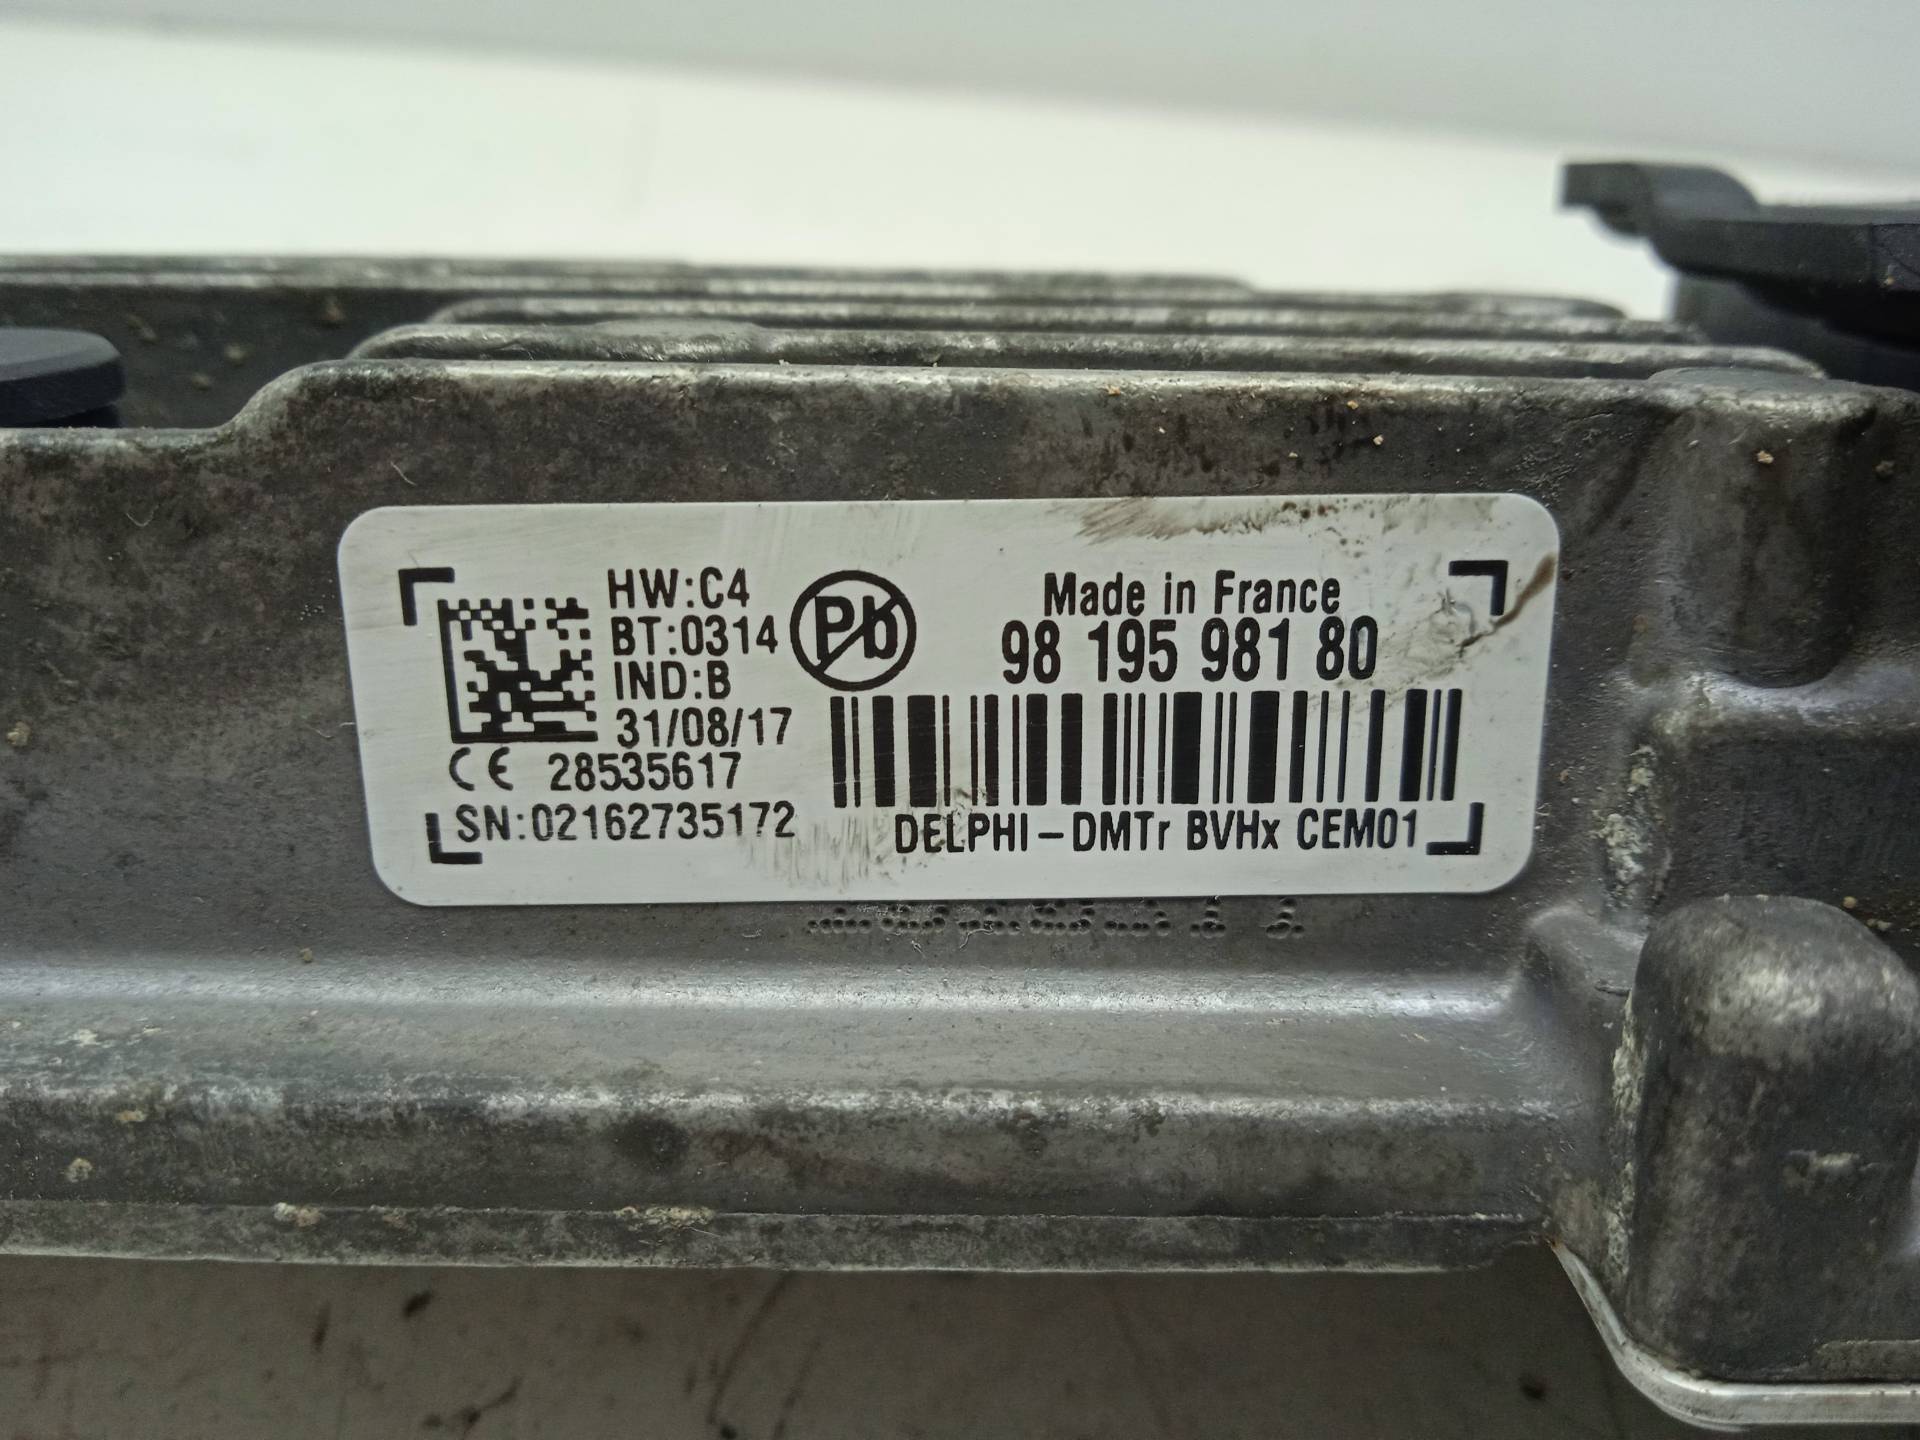 HW:C4
BT:0314
IND:B
31/08/17
CE 28535617
SN:02162735172
Pb
Made in France
98 195 981 80
DELPHI-DMTr BVHx CEM01